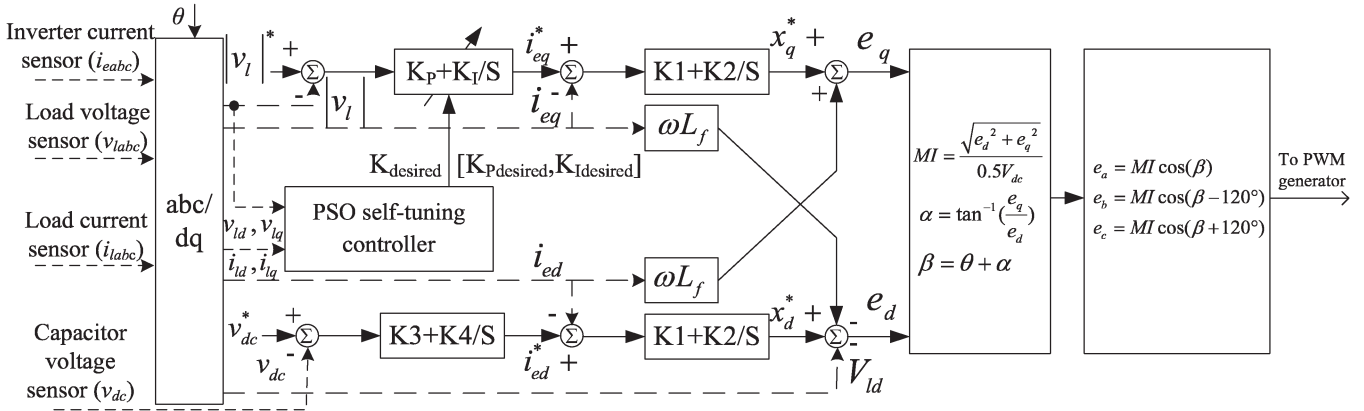 θ
Inverter current
sensor (i_eabc)
Load voltage
sensor (v_labc)
Load current
sensor (i_labc)
Capacitor
voltage
sensor (v_dc)
abc/
dq
|v_l|* +
Σ
-
|v_l|
K_P+K_I/S
i_eq* +
Σ
-
i_eq
K1+K2/S
x_q* +
Σ
+
e_q
ωL_f
K_desired [K_Pdesired,K_Idesired]
PSO self-tuning
controller
v_ld, v_lq
i_ld, i_lq
i_ed
ωL_f
v_dc* +
Σ
v_dc -
K3+K4/S
-
Σ
i_ed* +
K1+K2/S
x_d* +
Σ
-
-
e_d
V_ld
MI = √(e_d² + e_q²) / 0.5V_dc
α = tan⁻¹(e_q/e_d)
β = θ + α
e_a = MI cos(β)
e_b = MI cos(β −120°)
e_c = MI cos(β +120°)
To PWM
generator